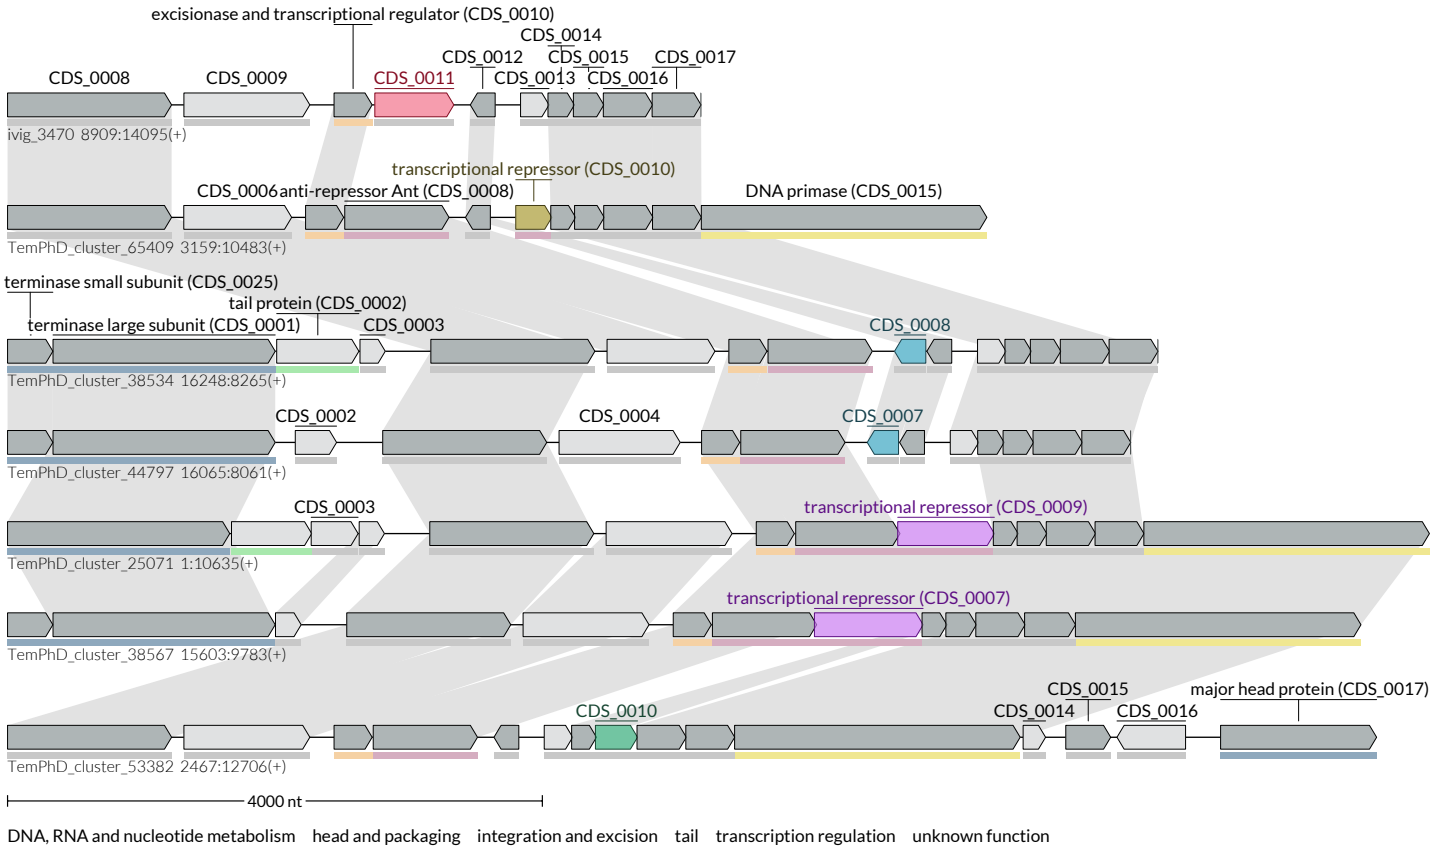 excisionase and transcriptional regulator (CDS_0010)
CDS_0014
CDS_0012 CDS_0015 CDS_0017
CDS_0008 CDS_0009 CDS_0011 CDS_0013 CDS_0016
ivig_3470 8909:14095(+)
transcriptional repressor (CDS_0010)
CDS_0006 anti-repressor Ant (CDS_0008) DNA primase (CDS_0015)
TemPhD_cluster_65409 3159:10483(+)
terminase small subunit (CDS_0025)
tail protein (CDS_0002)
terminase large subunit (CDS_0001) CDS_0003 CDS_0008
TemPhD_cluster_38534 16248:8265(+)
CDS_0002 CDS_0004 CDS_0007
TemPhD_cluster_44797 16065:8061(+)
CDS_0003 transcriptional repressor (CDS_0009)
TemPhD_cluster_25071 1:10635(+)
transcriptional repressor (CDS_0007)
TemPhD_cluster_38567 15603:9783(+)
CDS_0015 major head protein (CDS_0017)
CDS_0010 CDS_0014 CDS_0016
TemPhD_cluster_53382 2467:12706(+)
4000 nt
DNA, RNA and nucleotide metabolism head and packaging integration and excision tail transcription regulation unknown function